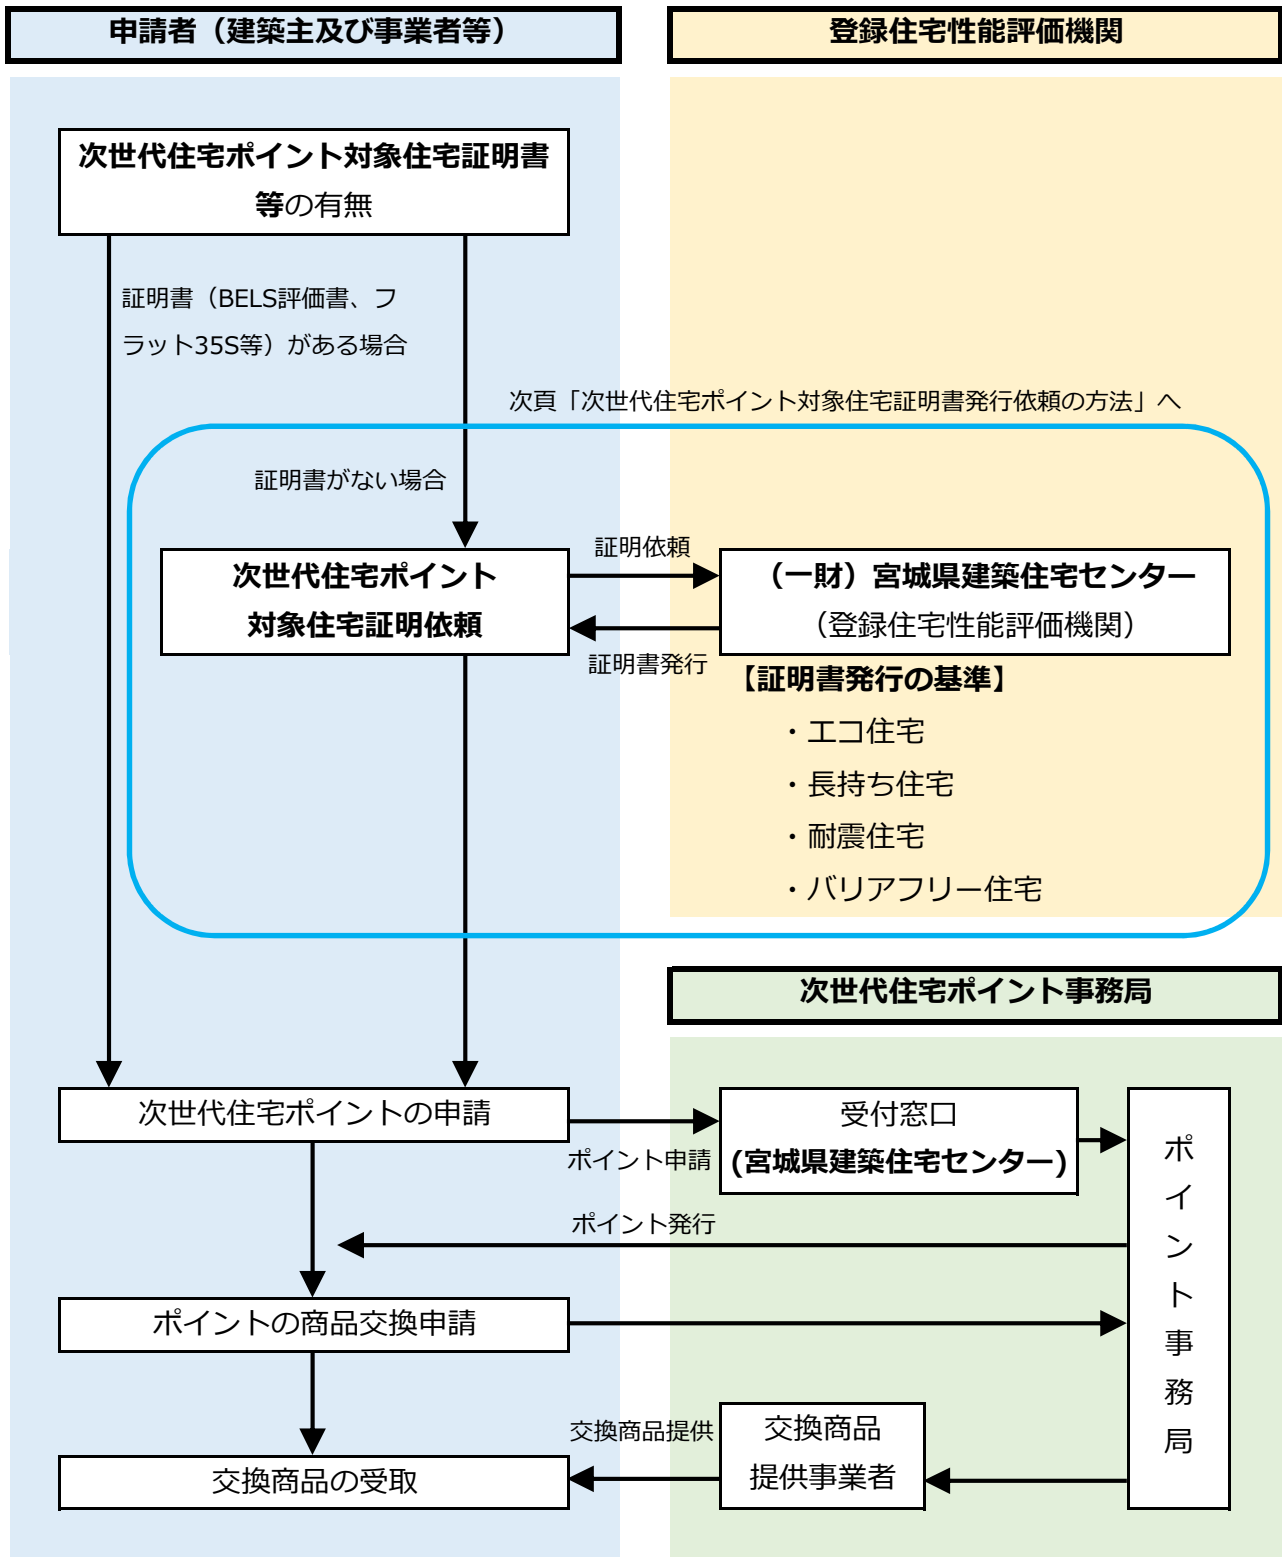 申請者（建築主及び事業者等）
登録住宅性能評価機関
次世代住宅ポイント対象住宅証明書
等の有無
証明書（BELS評価書、フ
ラット35S等）がある場合
次頁「次世代住宅ポイント対象住宅証明書発行依頼の方法」へ
証明書がない場合
次世代住宅ポイント
対象住宅証明依頼
証明依頼
証明書発行
（一財）宮城県建築住宅センター
（登録住宅性能評価機関）
【証明書発行の基準】
・エコ住宅
・長持ち住宅
・耐震住宅
・バリアフリー住宅
次世代住宅ポイント事務局
次世代住宅ポイントの申請
ポイント申請
受付窓口
(宮城県建築住宅センター)
ポイント事務局
ポイント発行
ポイントの商品交換申請
交換商品提供
交換商品
提供事業者
交換商品の受取